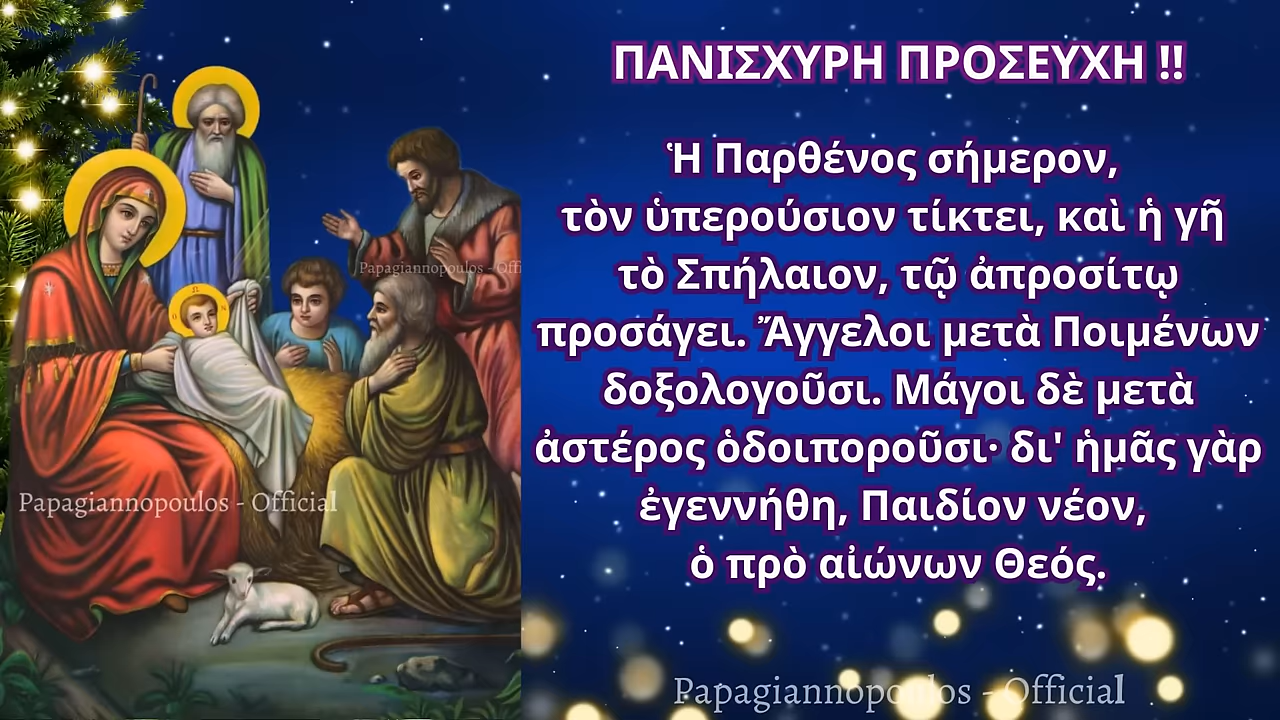 ΠΑΝΙΣΧΥΡΗ ΠΡΟΣΕΥΧΗ !!
Ἡ Παρθένος σήμερον,
τὸν ὑπερούσιον τίκτει, καὶ ἡ γῆ
τὸ Σπήλαιον, τῷ ἀπροσίτῳ
προσάγει. Ἄγγελοι μετὰ Ποιμένων
δοξολογοῦσι. Μάγοι δὲ μετὰ
ἀστέρος ὁδοιποροῦσι· δι' ἡμᾶς γὰρ
ἐγεννήθη, Παιδίον νέον,
ὁ πρὸ αἰώνων Θεός.
Papagiannopoulos - Offi
Papagiannopoulos - Official
Papagiannopoulos - Official